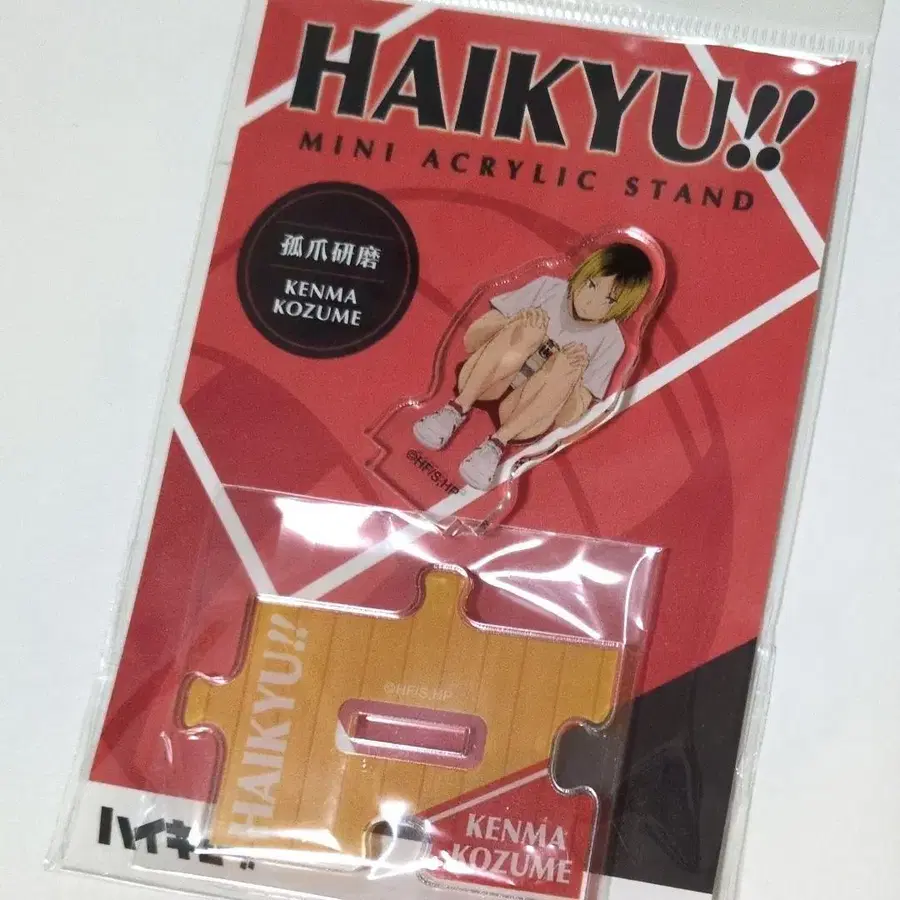 HAIKYU!!
MINI ACRYLIC STAND
孤爪研磨
KENMA
KOZUME
©HF/S,HP
HAIKYU!!
©HF/S,HP
KENMA
KOZUME
ハイキュー!!